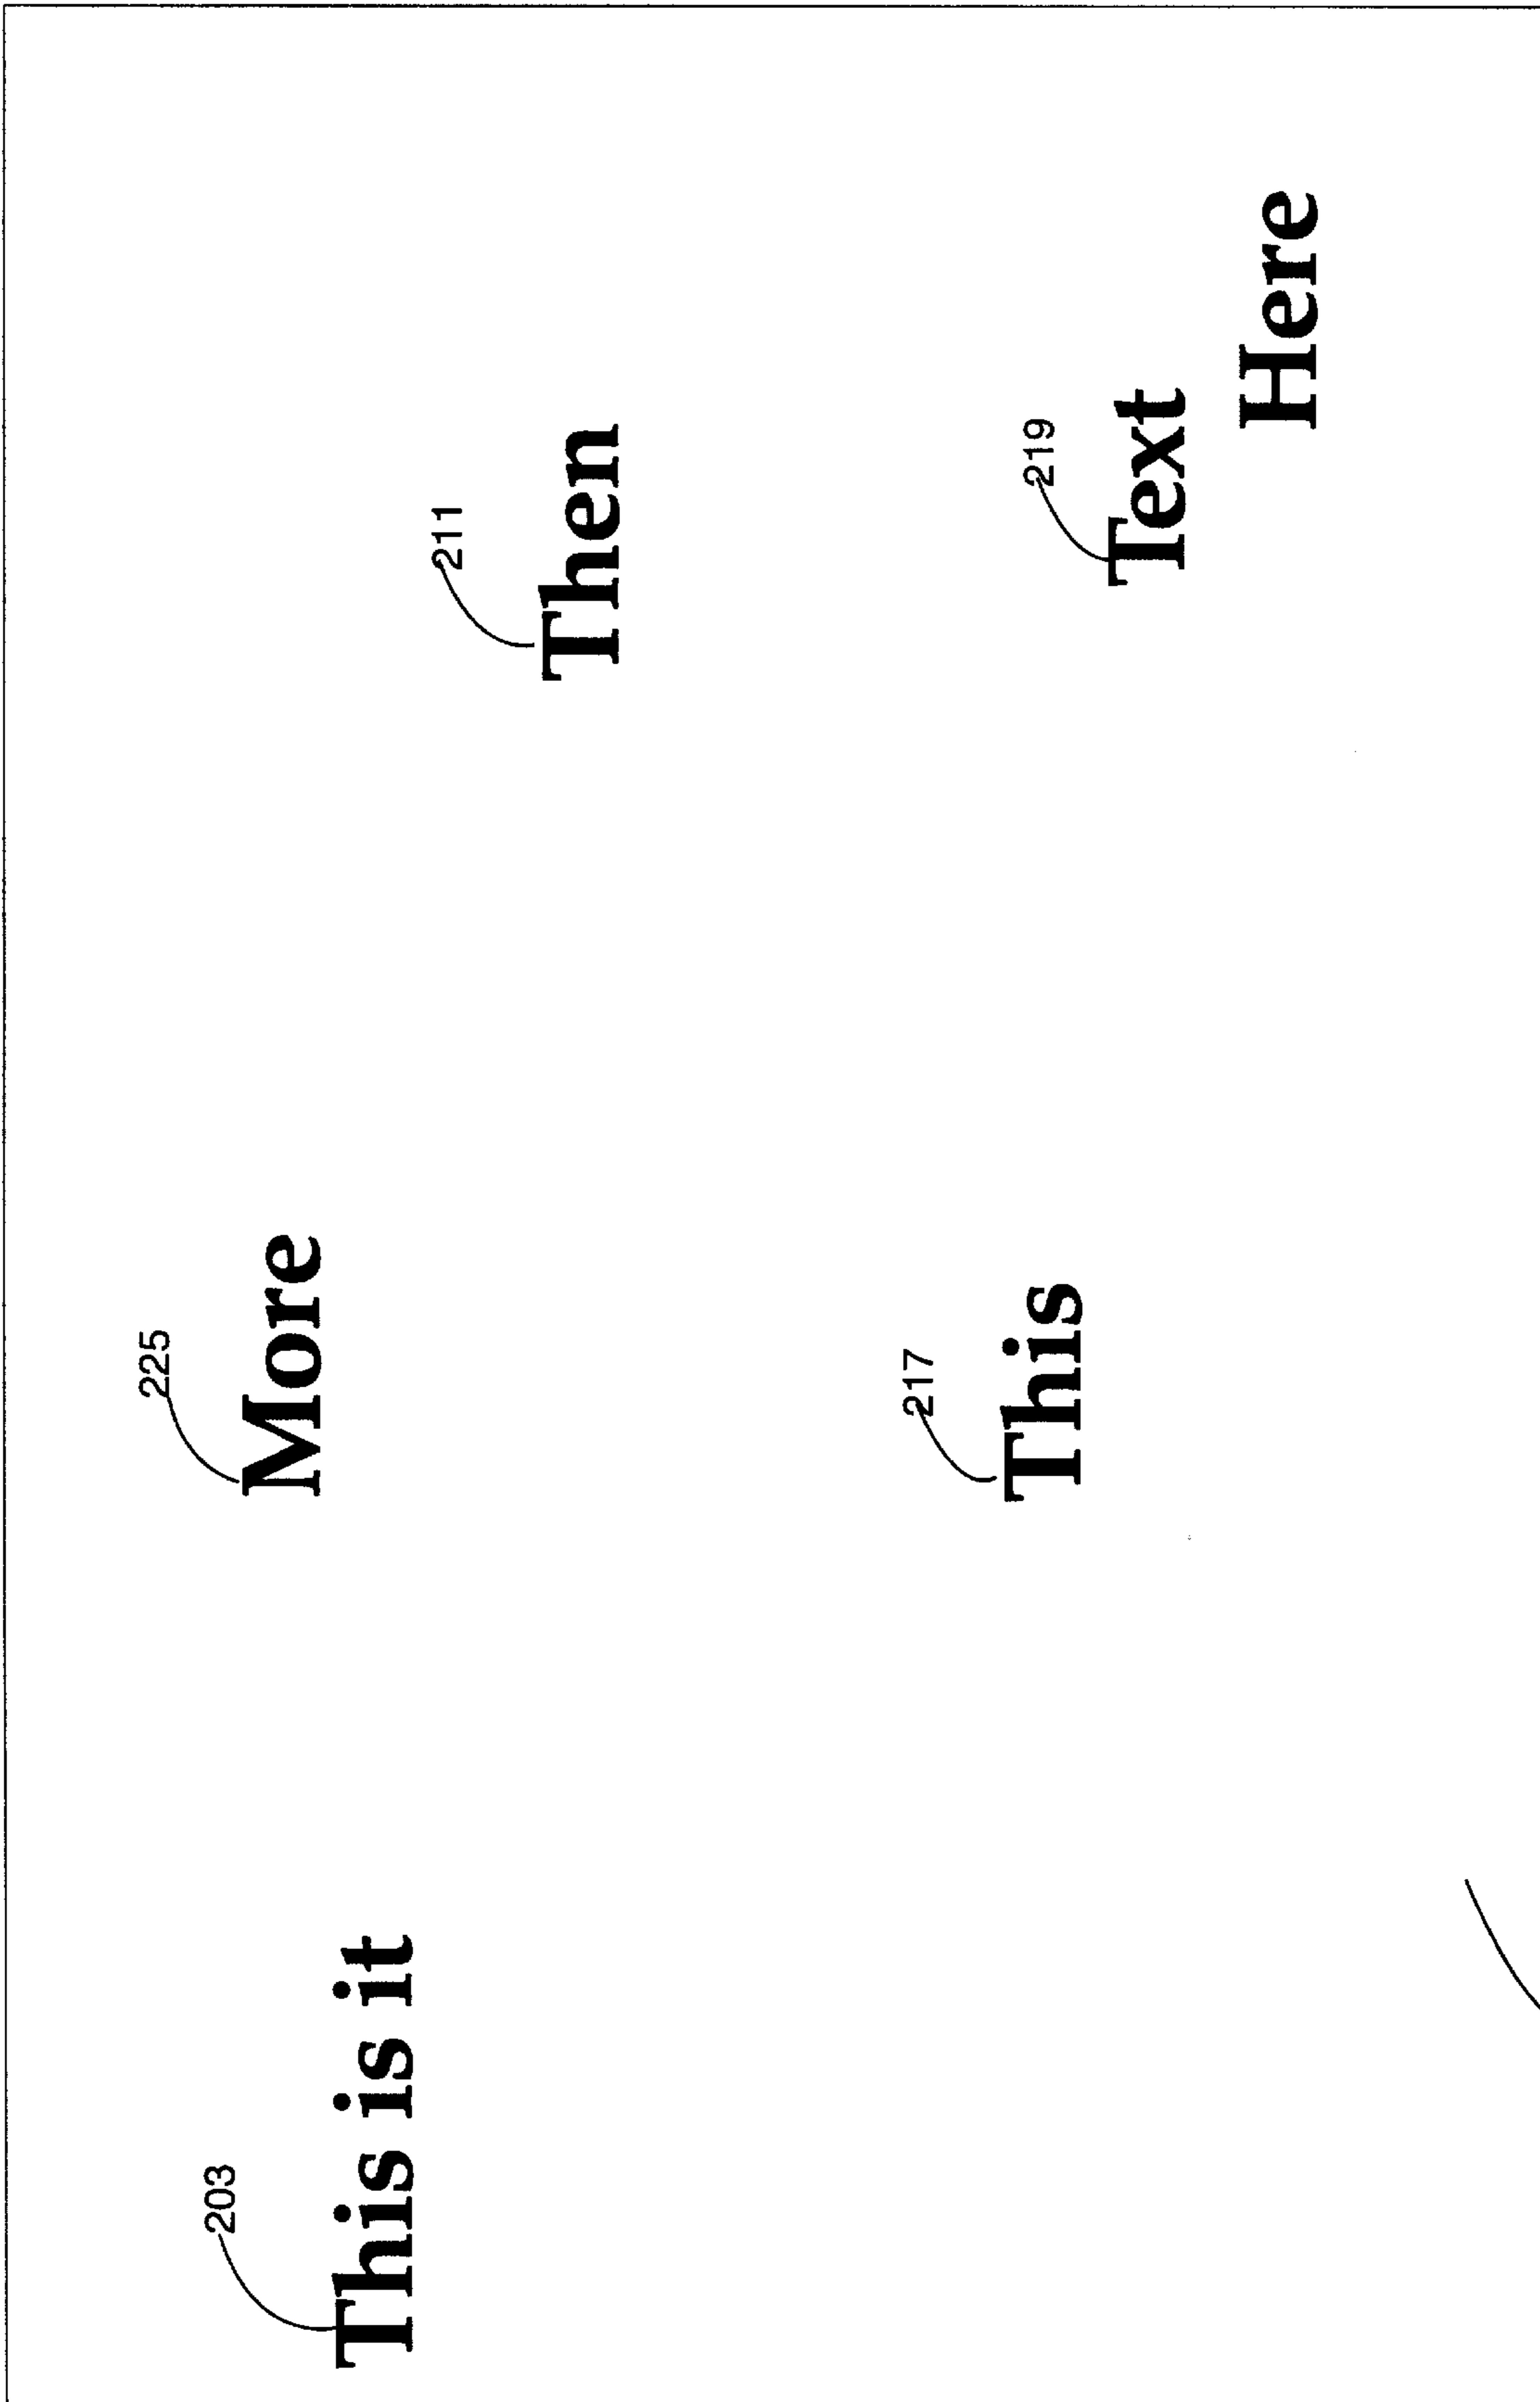 225
More
203
This is it
211
Then
217
This
219
Text
Here